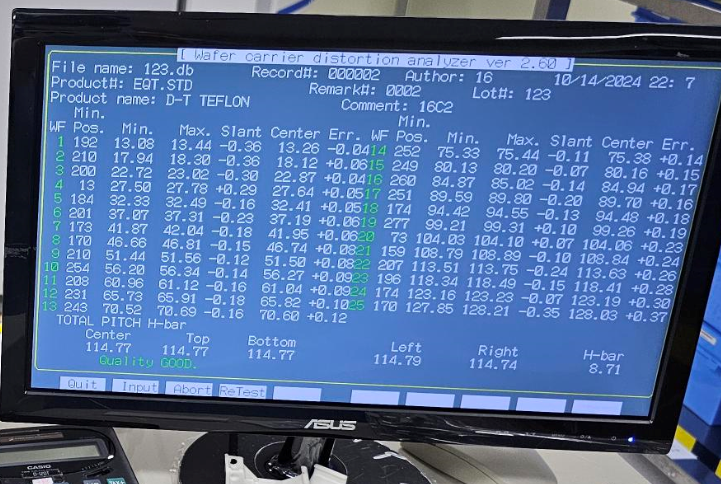 [ Wafer carrier distortion analyzer ver 2.60 ]
File name: 123.db Record#: 000002 Author: 16 10/14/2024 22: 7
Product#: EQT.STD Remark#: 0002 Lot#: 123
Product name: D-T TEFLON Comment: 16C2
Min. Min.
WF Pos. Min. Max. Slant Center Err. WF Pos. Min. Max. Slant Center Err.
1 192 13.08 13.44 -0.36 13.26 -0.04 14 252 75.33 75.44 -0.11 75.38 +0.14
2 210 17.94 18.30 -0.36 18.12 +0.06 15 249 80.13 80.20 -0.07 80.16 +0.15
3 200 22.72 23.02 -0.30 22.87 +0.04 16 260 84.87 85.02 -0.14 84.94 +0.17
4 13 27.50 27.78 +0.29 27.64 +0.05 17 251 89.59 89.80 -0.20 89.70 +0.16
5 184 32.33 32.49 -0.16 32.41 +0.05 18 174 94.42 94.55 -0.13 94.48 +0.18
6 201 37.07 37.31 -0.23 37.19 +0.06 19 277 99.21 99.31 +0.10 99.26 +0.19
7 173 41.87 42.04 -0.18 41.95 +0.06 20 73 104.03 104.10 +0.07 104.06 +0.23
8 170 46.66 46.81 -0.15 46.74 +0.08 21 159 108.79 108.89 -0.10 108.84 +0.24
9 210 51.44 51.56 -0.12 51.50 +0.08 22 207 113.51 113.75 -0.24 113.63 +0.26
10 254 56.20 56.34 -0.14 56.27 +0.09 23 196 118.34 118.49 -0.15 118.41 +0.28
11 208 60.96 61.12 -0.16 61.04 +0.09 24 174 123.16 123.23 -0.07 123.19 +0.30
12 231 65.73 65.91 -0.18 65.82 +0.10 25 170 127.85 128.21 -0.35 128.03 +0.37
13 243 70.52 70.69 -0.16 70.60 +0.12
TOTAL PITCH H-bar
Center Top Bottom Left Right H-bar
114.77 114.77 114.77 114.79 114.74 8.71
Quality GOOD.
Quit Input Abort ReTest
ASUS
CASIO